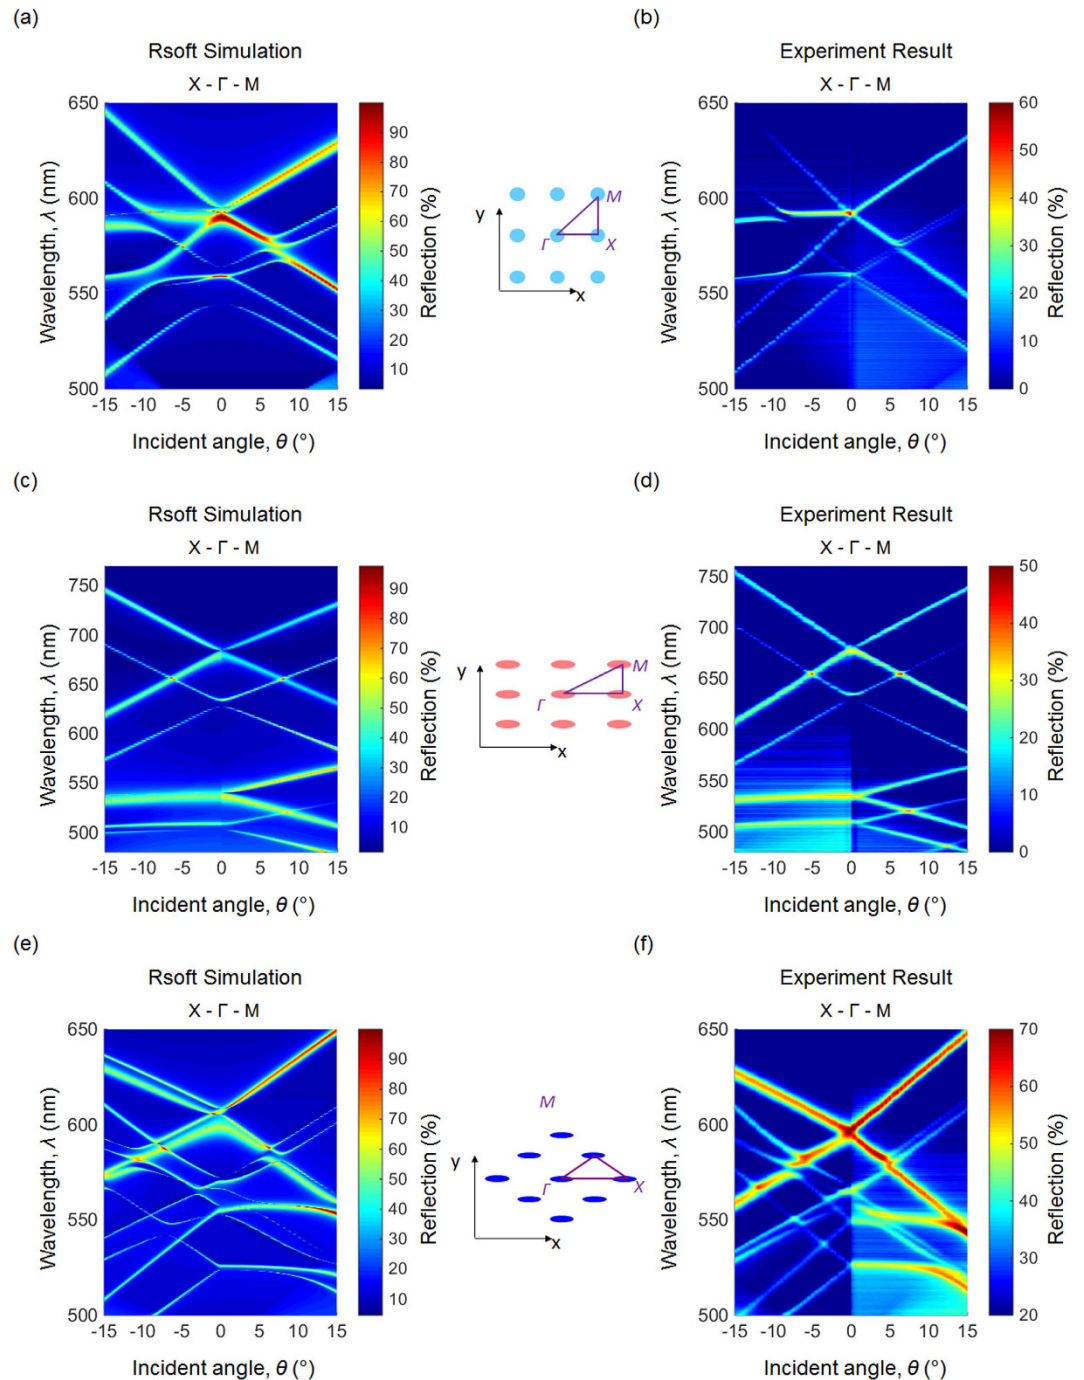 (a)
Rsoft Simulation
X - Γ - M
650
600
550
500
Wavelength, λ (nm)
-15 -10 -5 0 5 10 15
Incident angle, θ (°)
90
80
70
60
50
40
30
20
10
Reflection (%)
y
M
Γ
X
x
(b)
Experiment Result
X - Γ - M
650
600
550
500
Wavelength, λ (nm)
-15 -10 -5 0 5 10 15
Incident angle, θ (°)
60
50
40
30
20
10
0
Reflection (%)
(c)
Rsoft Simulation
X - Γ - M
750
700
650
600
550
500
Wavelength, λ (nm)
-15 -10 -5 0 5 10 15
Incident angle, θ (°)
90
80
70
60
50
40
30
20
10
Reflection (%)
y
M
Γ
X
x
(d)
Experiment Result
X - Γ - M
750
700
650
600
550
500
Wavelength, λ (nm)
-15 -10 -5 0 5 10 15
Incident angle, θ (°)
50
40
30
20
10
0
Reflection (%)
(e)
Rsoft Simulation
X - Γ - M
650
600
550
500
Wavelength, λ (nm)
-15 -10 -5 0 5 10 15
Incident angle, θ (°)
90
80
70
60
50
40
30
20
10
Reflection (%)
M
y
Γ
X
x
(f)
Experiment Result
X - Γ - M
650
600
550
500
Wavelength, λ (nm)
-15 -10 -5 0 5 10 15
Incident angle, θ (°)
70
60
50
40
30
20
Reflection (%)